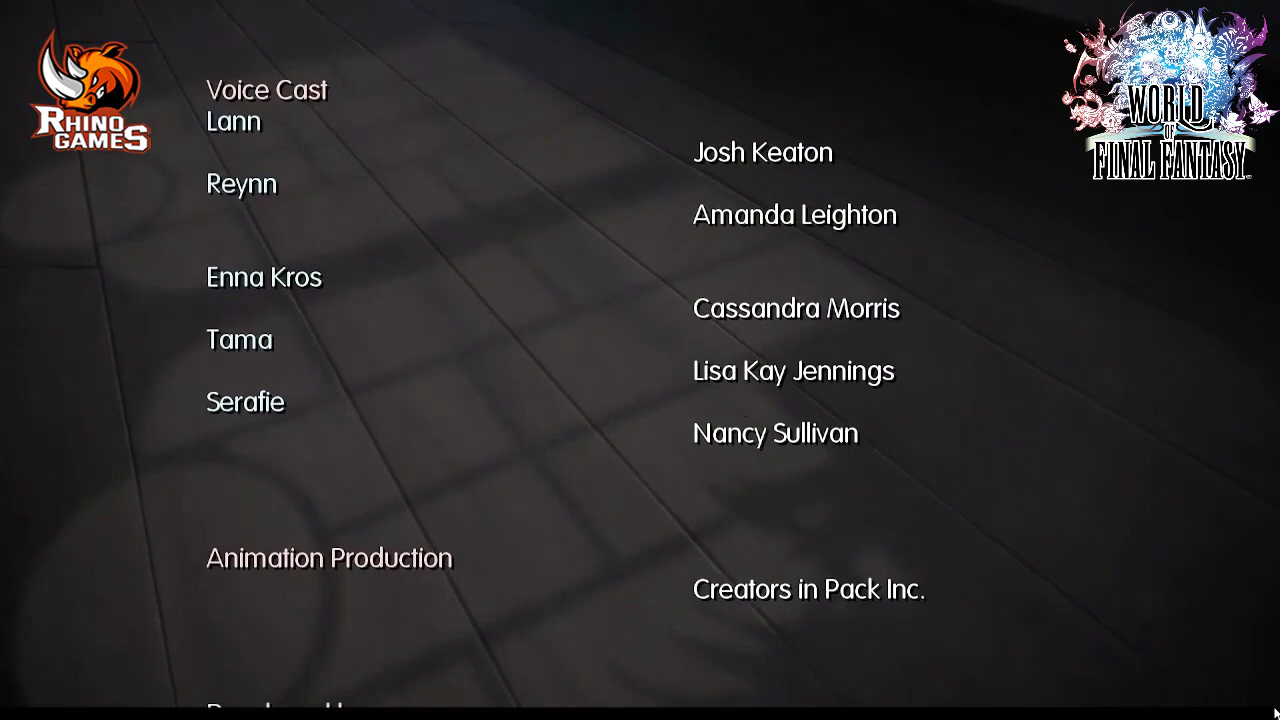 RHINO
GAMES
WORLD
OF
FINAL FANTASY
Voice Cast
Lann
Josh Keaton
Reynn
Amanda Leighton
Enna Kros
Cassandra Morris
Tama
Lisa Kay Jennings
Serafie
Nancy Sullivan
Animation Production
Creators in Pack Inc.